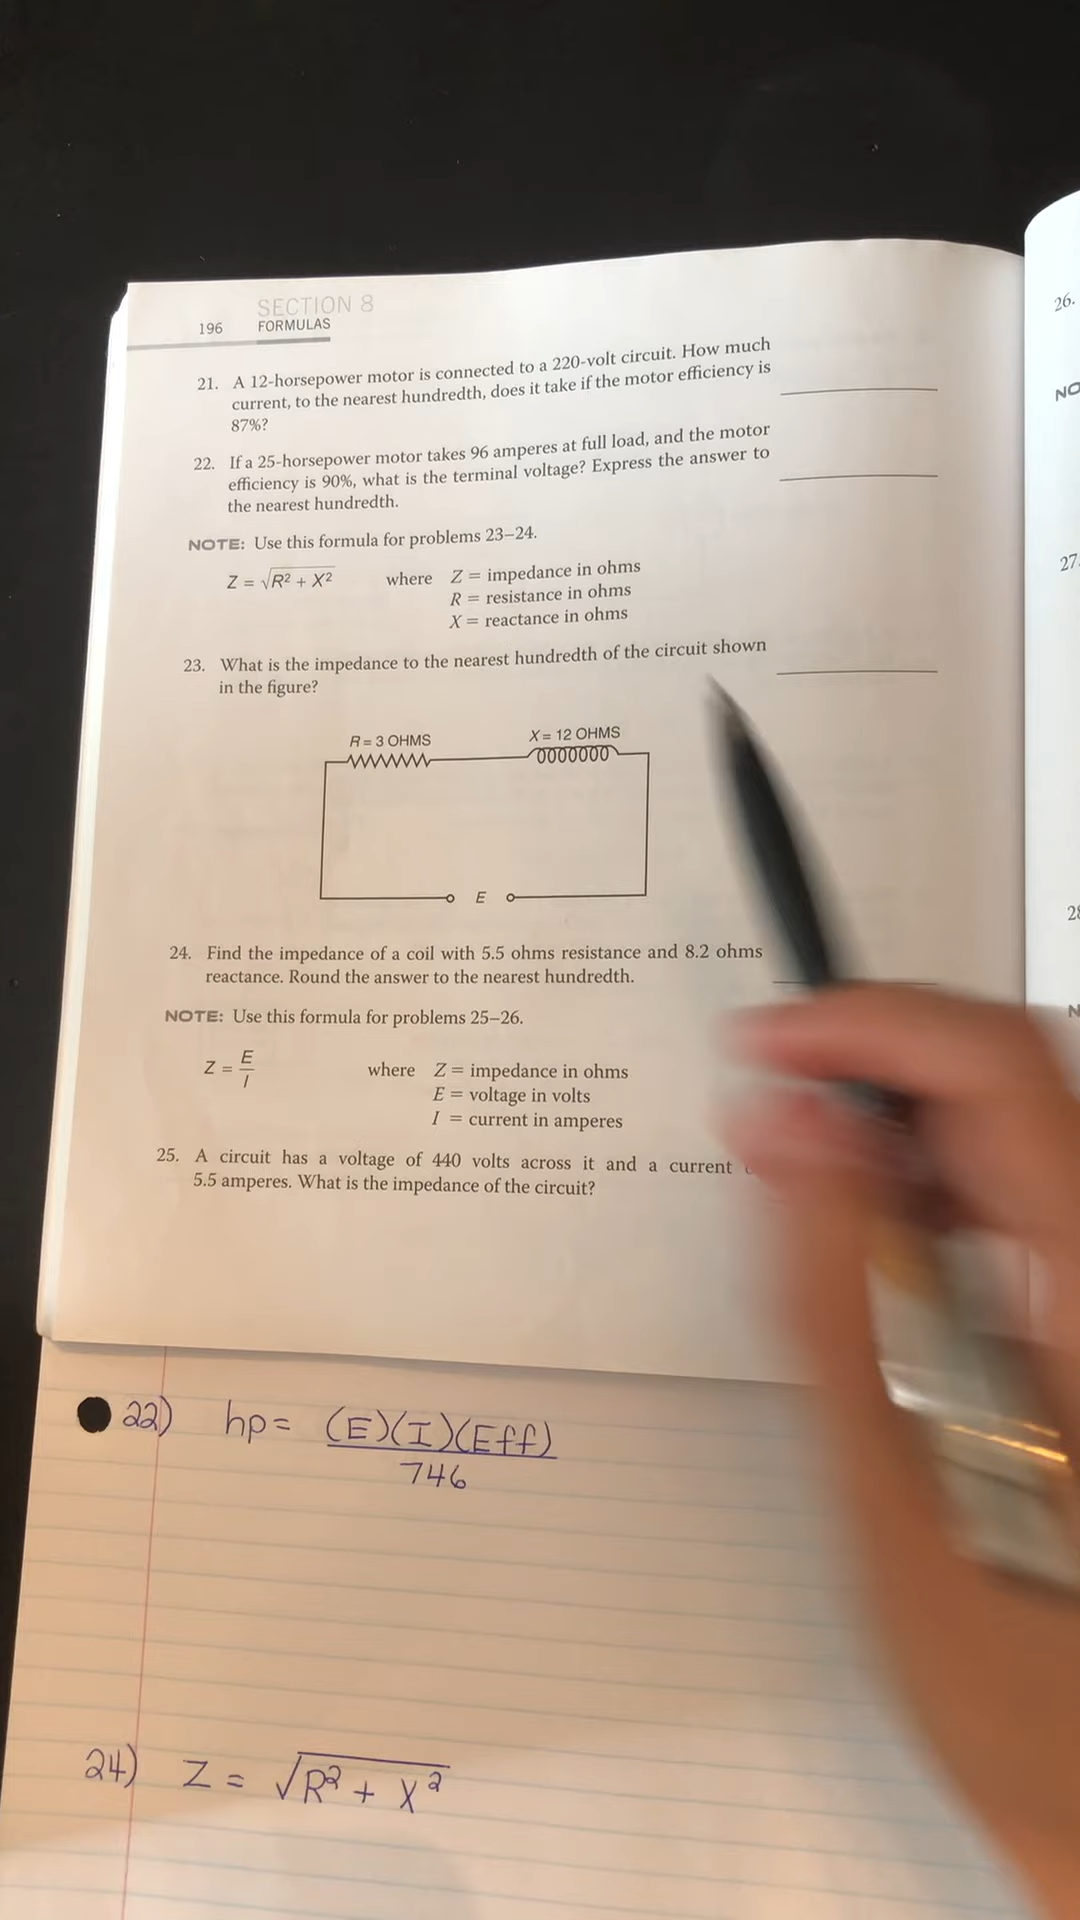 SECTION 8
196 FORMULAS
21. A 12-horsepower motor is connected to a 220-volt circuit. How much
current, to the nearest hundredth, does it take if the motor efficiency is
87%?
22. If a 25-horsepower motor takes 96 amperes at full load, and the motor
efficiency is 90%, what is the terminal voltage? Express the answer to
the nearest hundredth.
NOTE: Use this formula for problems 23–24.
Z = √R² + X² where Z = impedance in ohms
R = resistance in ohms
X = reactance in ohms
23. What is the impedance to the nearest hundredth of the circuit shown
in the figure?
R = 3 OHMS X = 12 OHMS
E
24. Find the impedance of a coil with 5.5 ohms resistance and 8.2 ohms
reactance. Round the answer to the nearest hundredth.
NOTE: Use this formula for problems 25–26.
Z = E/I where Z = impedance in ohms
E = voltage in volts
I = current in amperes
25. A circuit has a voltage of 440 volts across it and a current
5.5 amperes. What is the impedance of the circuit?
26.
NO
27.
28
N
22) hp = (E)(I)(Eff)
746
24) Z = √R² + X²